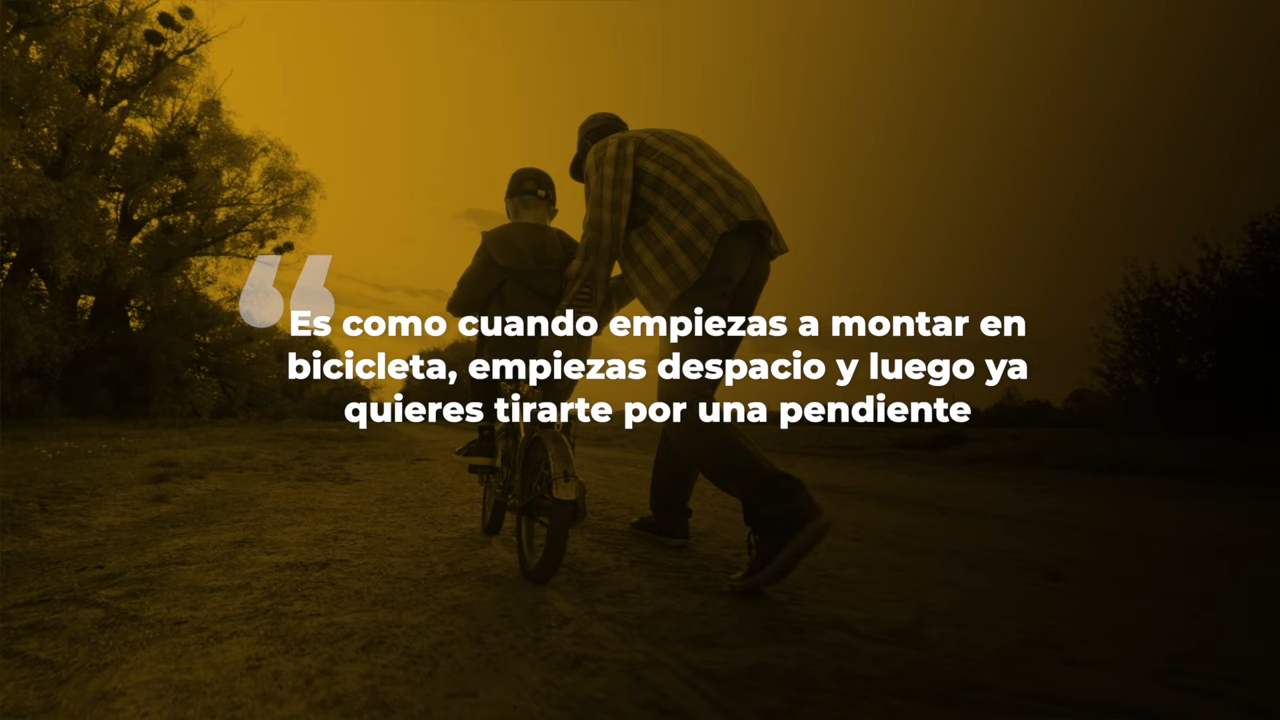 “
Es como cuando empiezas a montar en
bicicleta, empiezas despacio y luego ya
quieres tirarte por una pendiente